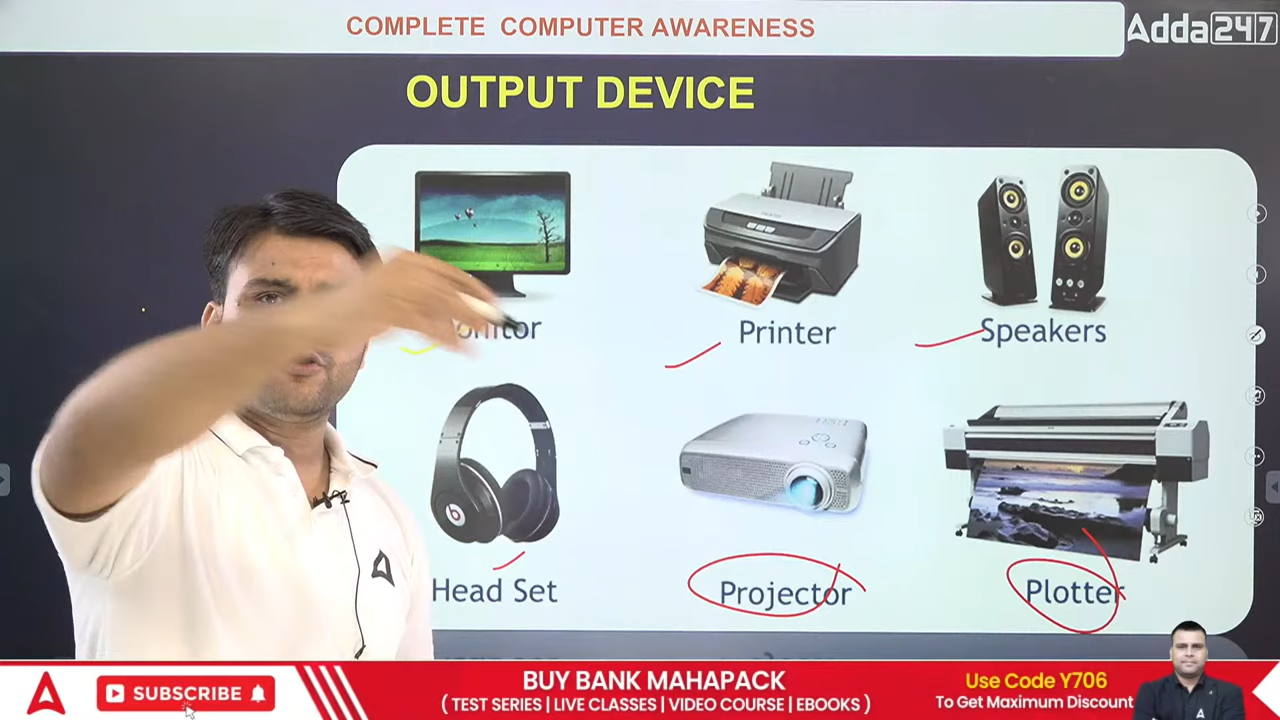 COMPLETE COMPUTER AWARENESS
Adda247
OUTPUT DEVICE
Printer
Speakers
Head Set
Projector
Plotter
SUBSCRIBE
BUY BANK MAHAPACK
( TEST SERIES | LIVE CLASSES | VIDEO COURSE | EBOOKS )
Use Code Y706
To Get Maximum Discount